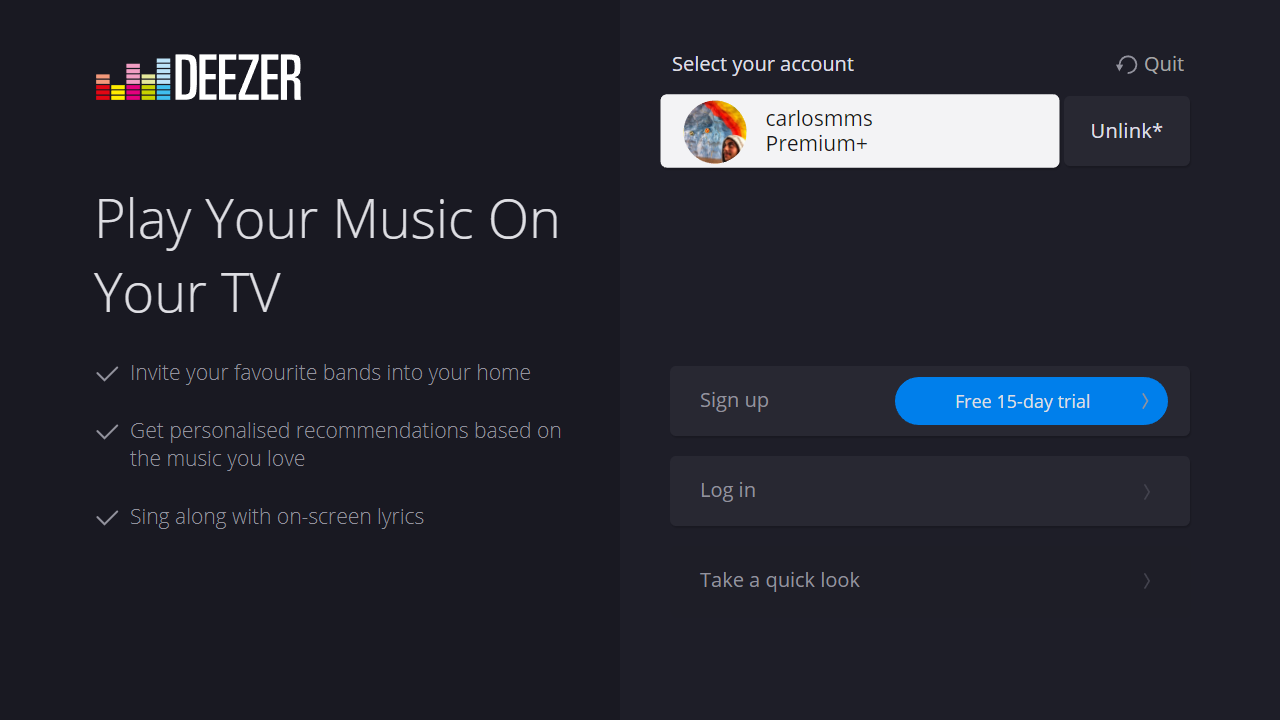 DEEZER
Play Your Music On
Your TV
Invite your favourite bands into your home
Get personalised recommendations based on
the music you love
Sing along with on-screen lyrics
Select your account
Quit
carlosmms
Premium+
Unlink*
Sign up
Free 15-day trial
Log in
Take a quick look